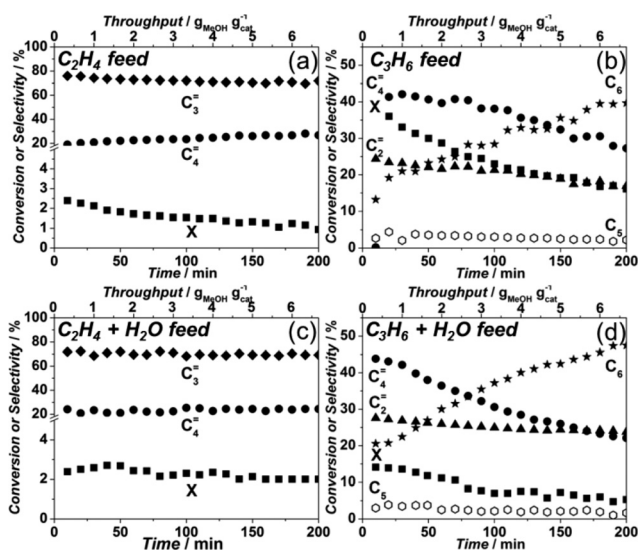 Throughput / g_MeOH g_cat^-1
0 1 2 3 4 5 6
C2H4 feed (a)
Conversion or Selectivity / %
100
80
60
40
20
4
3
2
1
0
C3=
C4=
X
0 50 100 150 200
Time / min
Throughput / g_MeOH g_cat^-1
0 1 2 3 4 5 6
C3H6 feed (b)
Conversion or Selectivity / %
50
40
30
20
10
0
C4=
X
C2=
C6
C5
0 50 100 150 200
Time / min
Throughput / g_MeOH g_cat^-1
0 1 2 3 4 5 6
C2H4 + H2O feed (c)
Conversion or Selectivity / %
100
80
60
40
20
4
2
0
C3=
C4=
X
0 50 100 150 200
Time / min
Throughput / g_MeOH g_cat^-1
0 1 2 3 4 5 6
C3H6 + H2O feed (d)
Conversion or Selectivity / %
50
40
30
20
10
0
C4=
C2=
X
C5
C6
0 50 100 150 200
Time / min